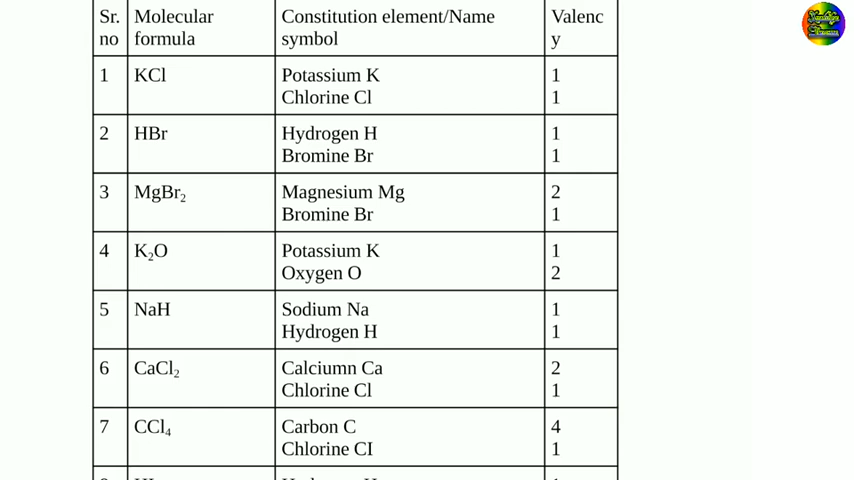 Sr. no Molecular formula Constitution element/Name symbol Valenc y
1 KCl Potassium K 1
Chlorine Cl 1
2 HBr Hydrogen H 1
Bromine Br 1
3 MgBr₂ Magnesium Mg 2
Bromine Br 1
4 K₂O Potassium K 1
Oxygen O 2
5 NaH Sodium Na 1
Hydrogen H 1
6 CaCl₂ Calciumn Ca 2
Chlorine Cl 1
7 CCl₄ Carbon C 4
Chlorine CI 1